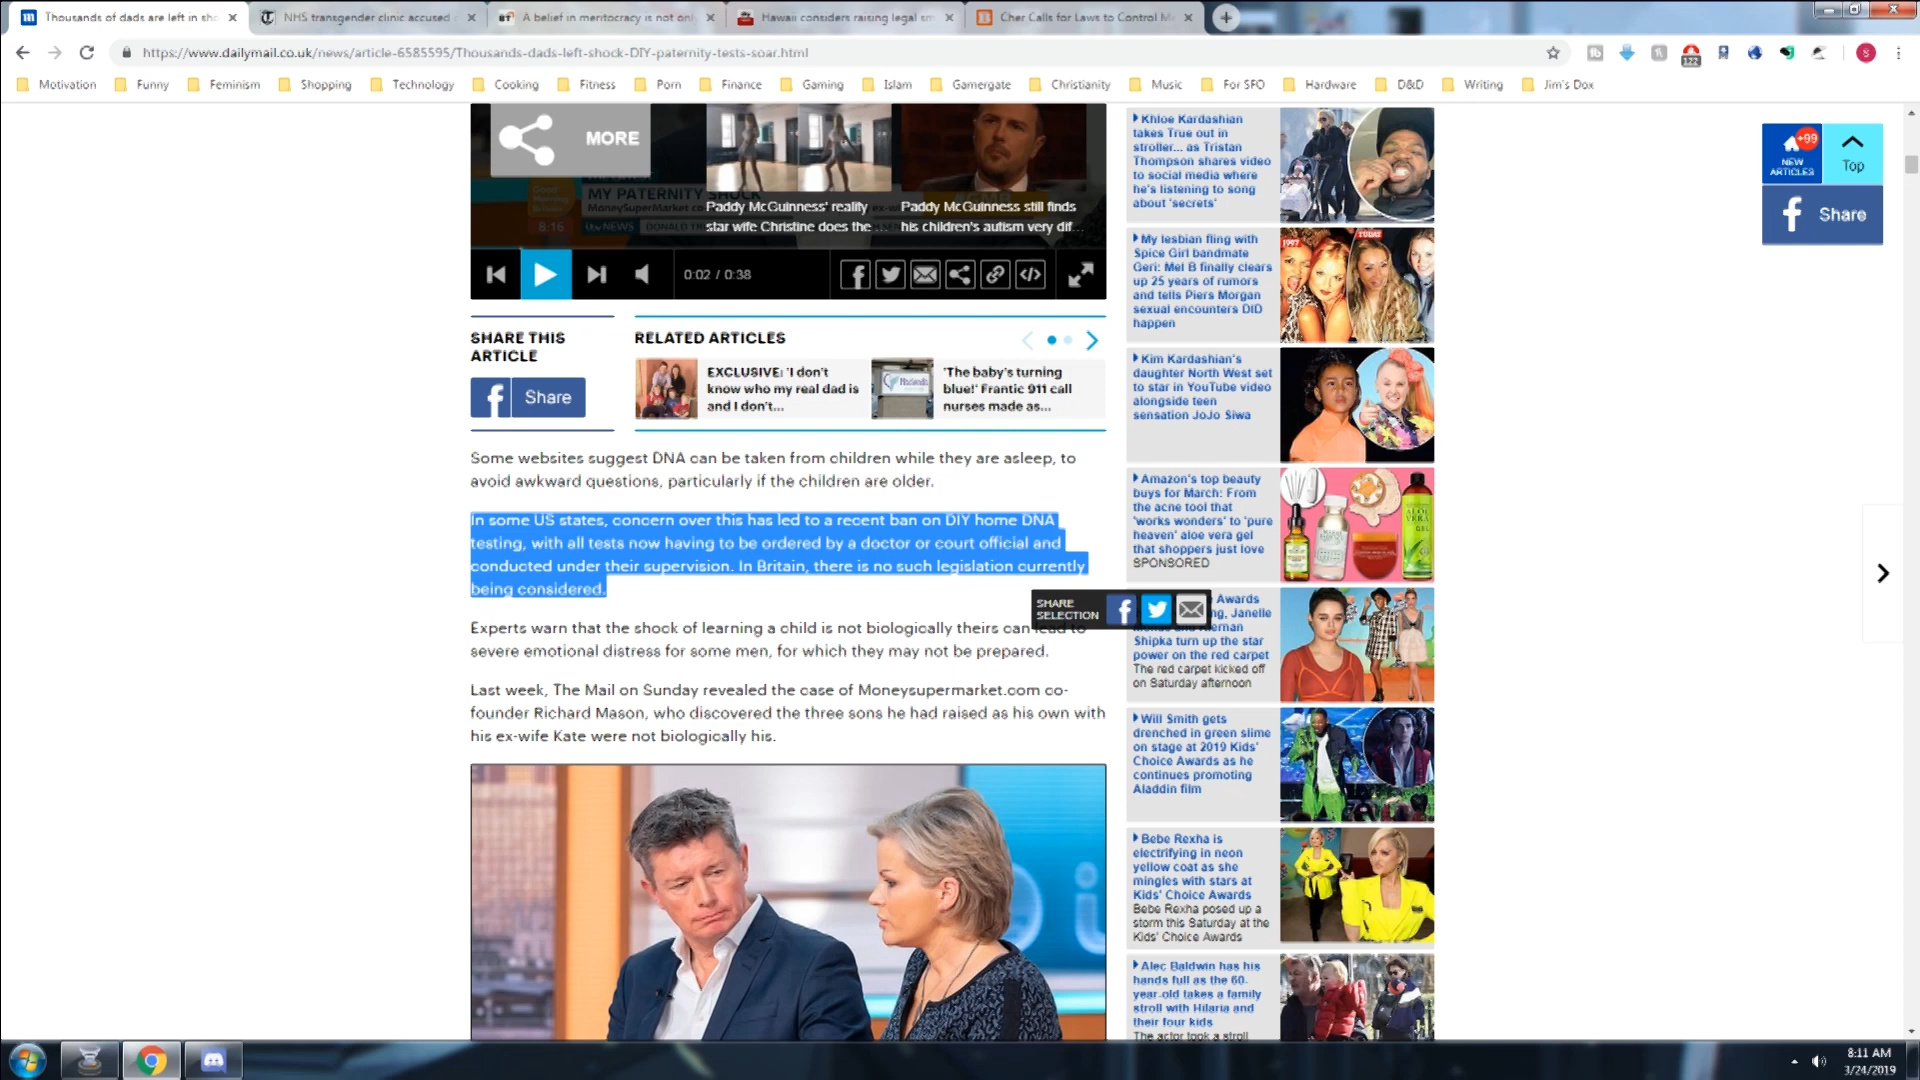 Thousands of dads are left in sho
NHS transgender clinic accused
A belief in meritocracy is not onl
Hawaii considers raising legal sm
Cher Calls for Laws to Control M
https://www.dailymail.co.uk/news/article-6585595/Thousands-dads-left-shock-DIY-paternity-tests-soar.html
122
S
Motivation Funny Feminism Shopping Technology Cooking Fitness Porn Finance Gaming Islam Gamergate Christianity Music For SFO Hardware D&D Writing Jim's Dox
MORE
MY PATERNITY SHOCK
8:16
Paddy McGuinness' reality
star wife Christine does the ...
Paddy McGuinness still finds
his children's autism very dif...
0:02 / 0:38
SHARE THIS
ARTICLE
Share
RELATED ARTICLES
EXCLUSIVE: 'I don't
know who my real dad is
and I don't...
'The baby's turning
blue!' Frantic 911 call
nurses made as...
Some websites suggest DNA can be taken from children while they are asleep, to
avoid awkward questions, particularly if the children are older.
In some US states, concern over this has led to a recent ban on DIY home DNA
testing, with all tests now having to be ordered by a doctor or court official and
conducted under their supervision. In Britain, there is no such legislation currently
being considered.
SHARE
SELECTION
Experts warn that the shock of learning a child is not biologically theirs can lead to
severe emotional distress for some men, for which they may not be prepared.
Last week, The Mail on Sunday revealed the case of Moneysupermarket.com co-
founder Richard Mason, who discovered the three sons he had raised as his own with
his ex-wife Kate were not biologically his.
Khloe Kardashian
takes True out in
stroller... as Tristan
Thompson shares video
to social media where
he's listening to song
about 'secrets'
My lesbian fling with
Spice Girl bandmate
Geri: Mel B finally clears
up 25 years of rumors
and tells Piers Morgan
sexual encounters DID
happen
1997
TODAY
Kim Kardashian's
daughter North West set
to star in YouTube video
alongside teen
sensation JoJo Siwa
Amazon's top beauty
buys for March: From
the acne tool that
'works wonders' to 'pure
heaven' aloe vera gel
that shoppers just love
SPONSORED
ALOE
VERA
GEL
Awards
ng, Janelle
Kiernan
Shipka turn up the star
power on the red carpet
The red carpet kicked off
on Saturday afternoon
Will Smith gets
drenched in green slime
on stage at 2019 Kids'
Choice Awards as he
continues promoting
Aladdin film
Bebe Rexha is
electrifying in neon
yellow coat as she
mingles with stars at
Kids' Choice Awards
Bebe Rexha posed up a
storm this Saturday at the
Kids' Choice Awards
Alec Baldwin has his
hands full as the 60-
year-old takes a family
stroll with Hilaria and
their four kids
The actor took a stroll
+99
NEW
ARTICLES
Top
Share
8:11 AM
3/24/2019